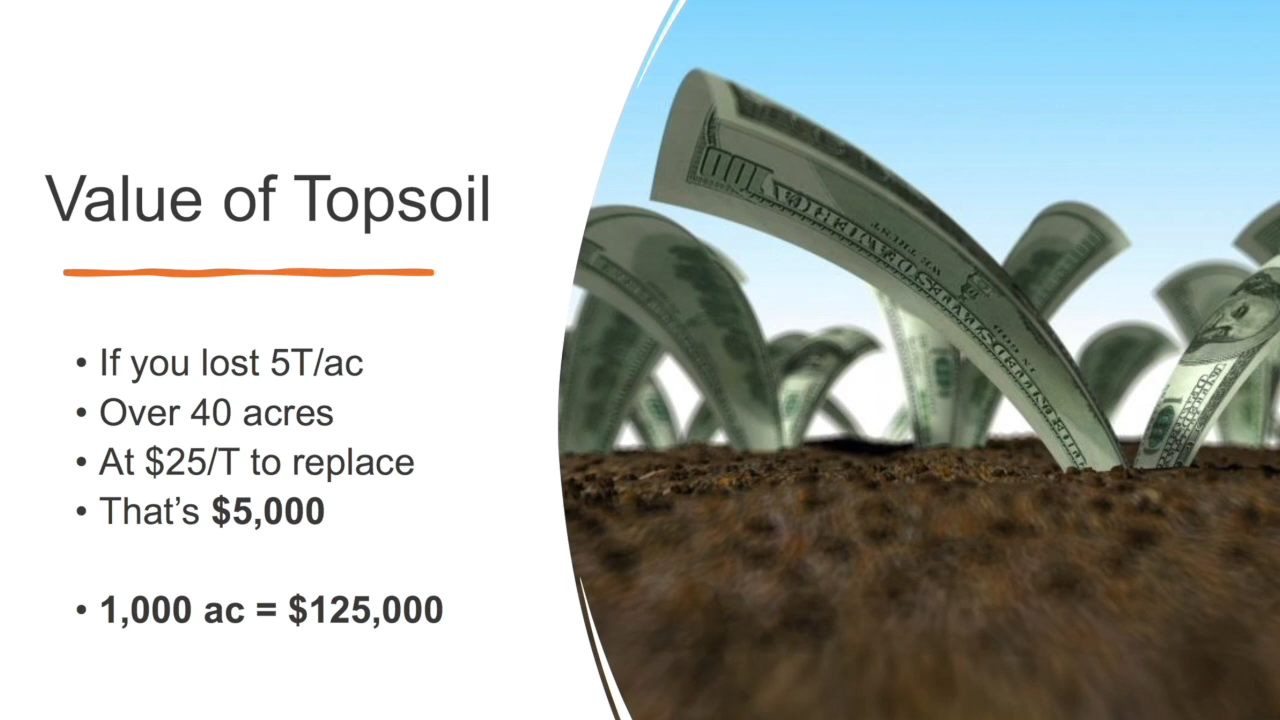 Value of Topsoil
• If you lost 5T/ac
• Over 40 acres
• At $25/T to replace
• That’s $5,000
• 1,000 ac = $125,000
100